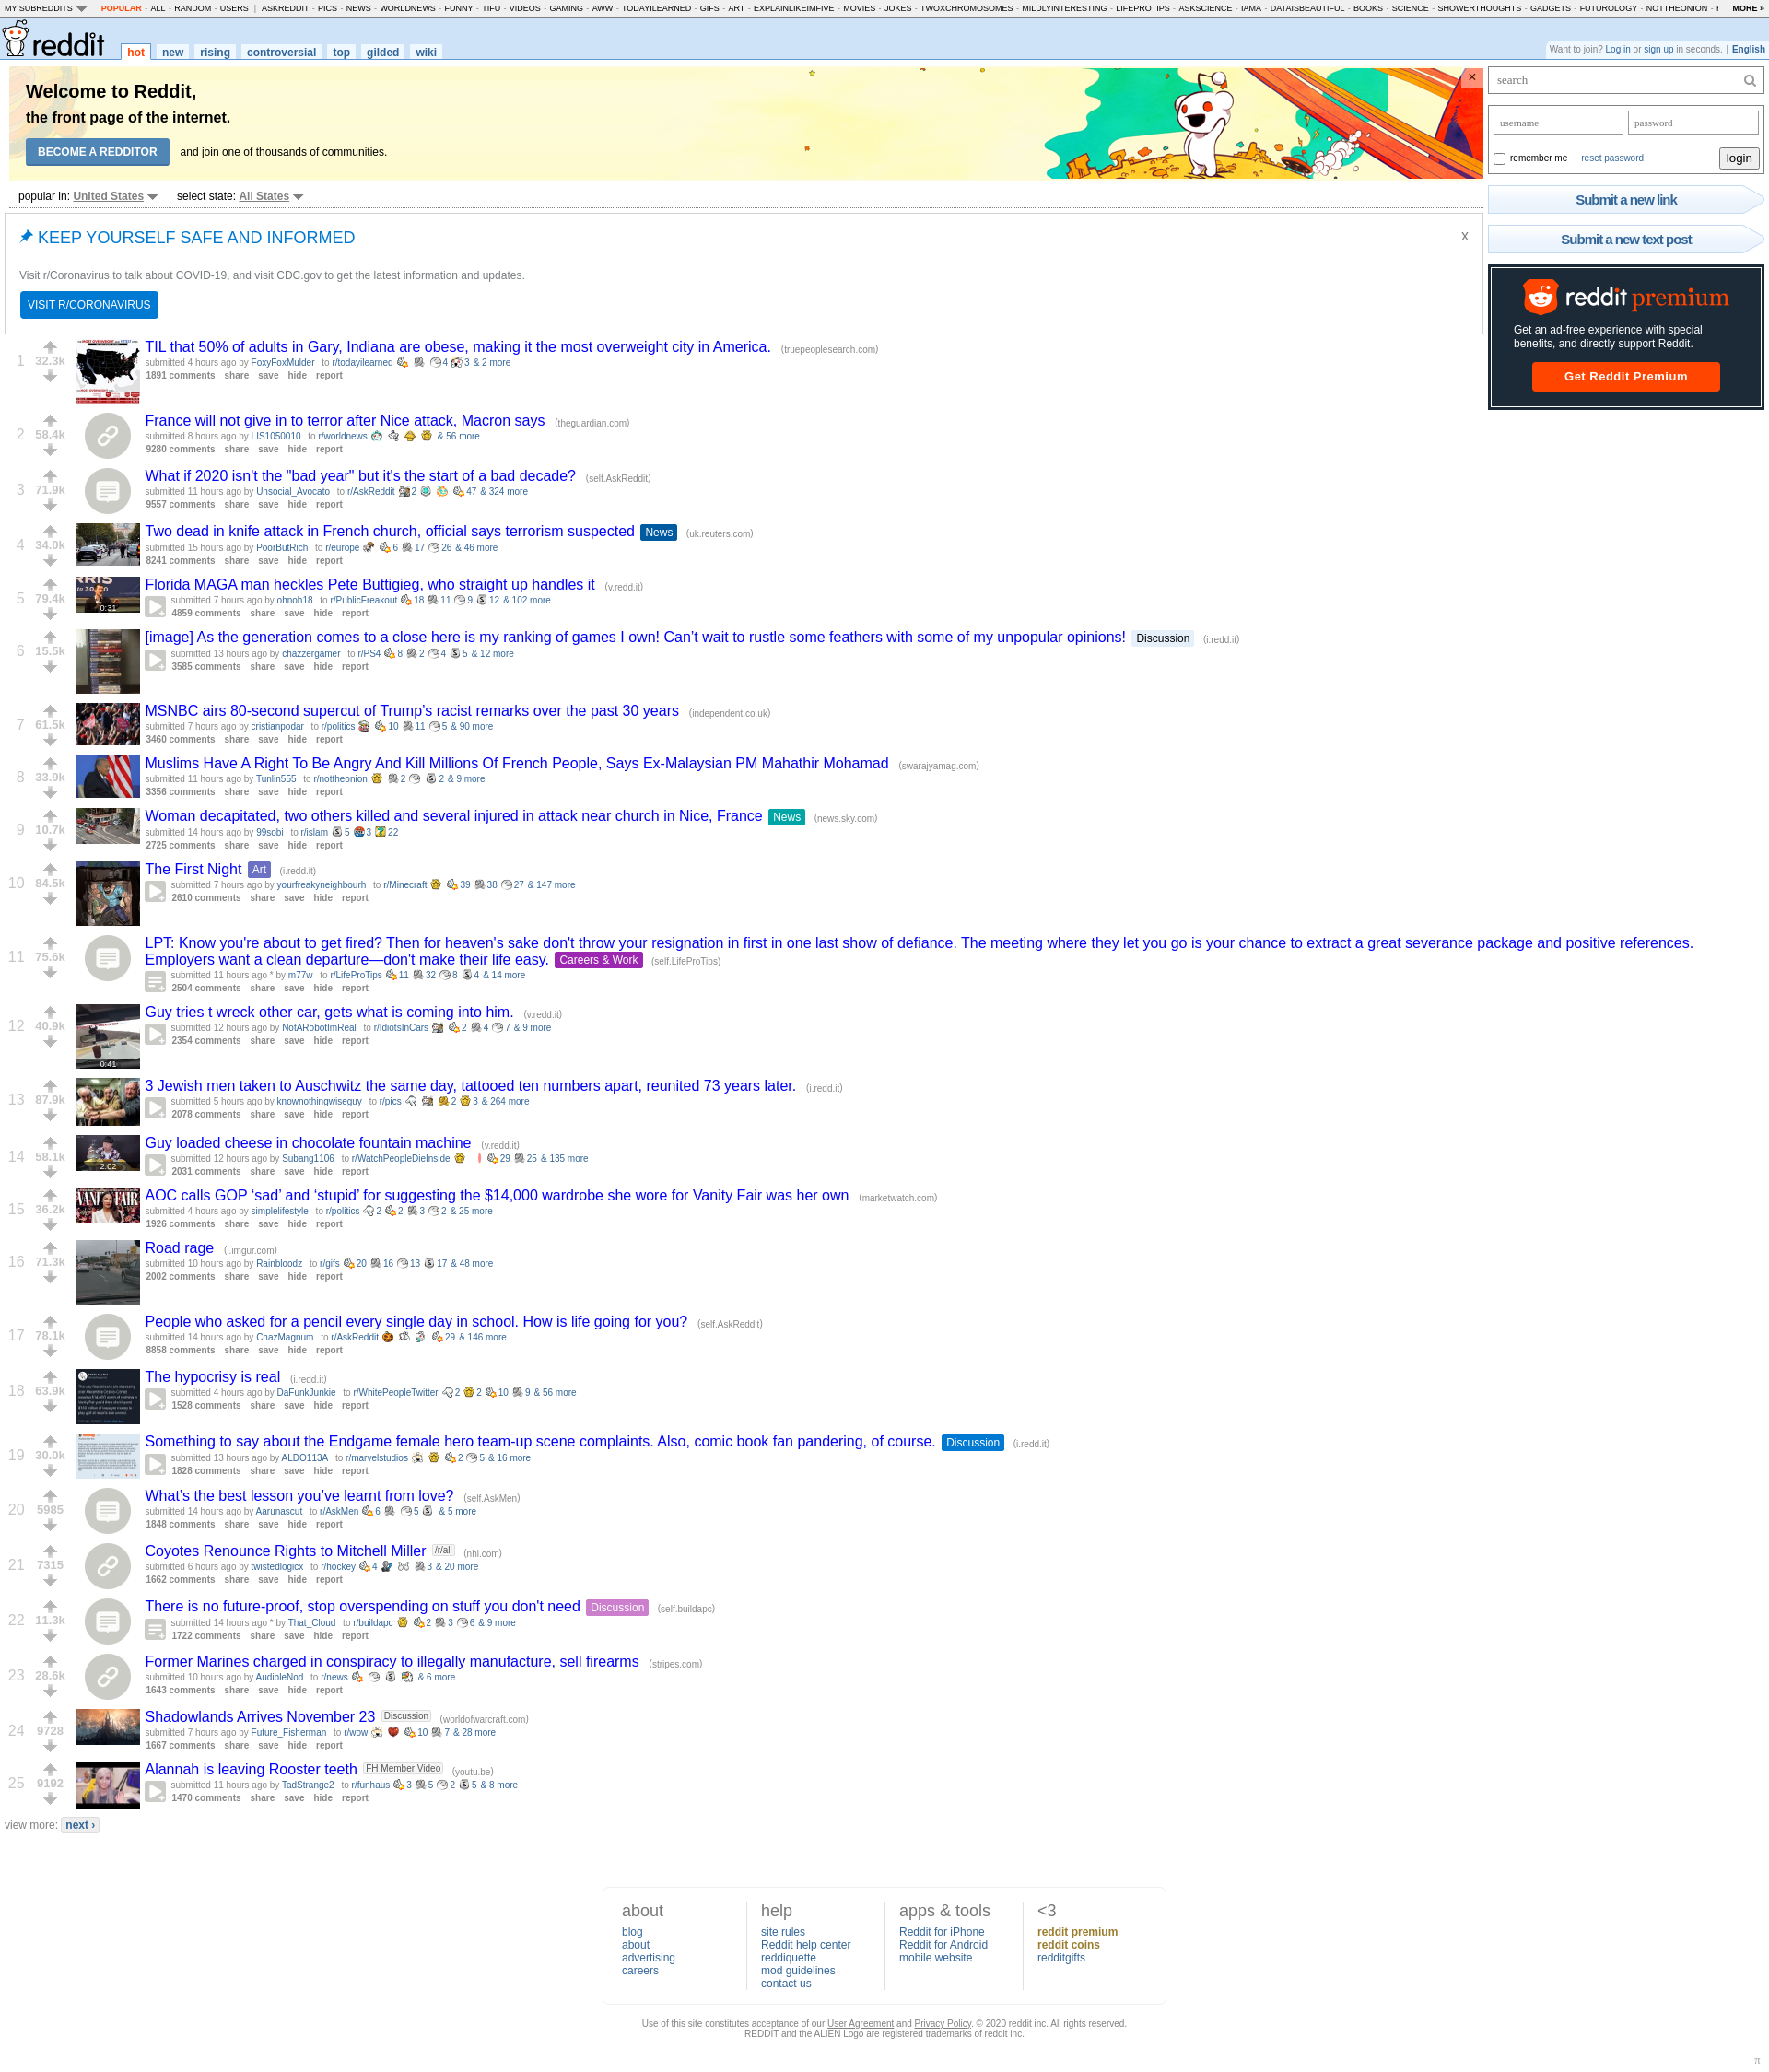 MY SUBREDDITS POPULAR - ALL - RANDOM - USERS | ASKREDDIT - PICS - NEWS - WORLDNEWS - FUNNY - TIFU - VIDEOS - GAMING - AWW - TODAYILEARNED - GIFS - ART - EXPLAINLIKEIMFIVE - MOVIES - JOKES - TWOXCHROMOSOMES - MILDLYINTERESTING - LIFEPROTIPS - ASKSCIENCE - IAMA - DATAISBEAUTIFUL - BOOKS - SCIENCE - SHOWERTHOUGHTS - GADGETS - FUTUROLOGY - NOTTHEONION - MORE »
reddit hot new rising controversial top gilded wiki
Want to join? Log in or sign up in seconds. | English
Welcome to Reddit,
the front page of the internet.
BECOME A REDDITOR and join one of thousands of communities.
search
username password
remember me reset password login
Submit a new link
Submit a new text post
reddit premium
Get an ad-free experience with special
benefits, and directly support Reddit.
Get Reddit Premium
popular in: United States select state: All States
KEEP YOURSELF SAFE AND INFORMED X
Visit r/Coronavirus to talk about COVID-19, and visit CDC.gov to get the latest information and updates.
VISIT R/CORONAVIRUS
1 32.3k TIL that 50% of adults in Gary, Indiana are obese, making it the most overweight city in America. (truepeoplesearch.com)
submitted 4 hours ago by FoxyFoxMulder to r/todayilearned 4 3 & 2 more
1891 comments share save hide report
2 58.4k France will not give in to terror after Nice attack, Macron says (theguardian.com)
submitted 8 hours ago by LIS1050010 to r/worldnews & 56 more
9280 comments share save hide report
3 71.9k What if 2020 isn't the "bad year" but it's the start of a bad decade? (self.AskReddit)
submitted 11 hours ago by Unsocial_Avocato to r/AskReddit 2 47 & 324 more
9557 comments share save hide report
4 34.0k Two dead in knife attack in French church, official says terrorism suspected News (uk.reuters.com)
submitted 15 hours ago by PoorButRich to r/europe 6 17 26 & 46 more
8241 comments share save hide report
5 79.4k Florida MAGA man heckles Pete Buttigieg, who straight up handles it (v.redd.it)
0:31 submitted 7 hours ago by ohnoh18 to r/PublicFreakout 18 11 9 12 & 102 more
4859 comments share save hide report
6 15.5k [image] As the generation comes to a close here is my ranking of games I own! Can’t wait to rustle some feathers with some of my unpopular opinions! Discussion (i.redd.it)
submitted 13 hours ago by chazzergamer to r/PS4 8 2 4 5 & 12 more
3585 comments share save hide report
7 61.5k MSNBC airs 80-second supercut of Trump’s racist remarks over the past 30 years (independent.co.uk)
submitted 7 hours ago by cristianpodar to r/politics 10 11 5 & 90 more
3460 comments share save hide report
8 33.9k Muslims Have A Right To Be Angry And Kill Millions Of French People, Says Ex-Malaysian PM Mahathir Mohamad (swarajyamag.com)
submitted 11 hours ago by Tunlin555 to r/nottheonion 2 2 & 9 more
3356 comments share save hide report
9 10.7k Woman decapitated, two others killed and several injured in attack near church in Nice, France News (news.sky.com)
submitted 14 hours ago by 99sobi to r/islam 5 3 22
2725 comments share save hide report
10 84.5k The First Night Art (i.redd.it)
submitted 7 hours ago by yourfreakyneighbourh to r/Minecraft 39 38 27 & 147 more
2610 comments share save hide report
11 75.6k LPT: Know you're about to get fired? Then for heaven's sake don't throw your resignation in first in one last show of defiance. The meeting where they let you go is your chance to extract a great severance package and positive references.
Employers want a clean departure—don't make their life easy. Careers & Work (self.LifeProTips)
submitted 11 hours ago * by m77w to r/LifeProTips 11 32 8 4 & 14 more
2504 comments share save hide report
12 40.9k Guy tries t wreck other car, gets what is coming into him. (v.redd.it)
submitted 12 hours ago by NotARobotImReal to r/IdiotsInCars 2 4 7 & 9 more
0:41 2354 comments share save hide report
13 87.9k 3 Jewish men taken to Auschwitz the same day, tattooed ten numbers apart, reunited 73 years later. (i.redd.it)
submitted 5 hours ago by knownothingwiseguy to r/pics 2 3 & 264 more
2078 comments share save hide report
14 58.1k Guy loaded cheese in chocolate fountain machine (v.redd.it)
2:02 submitted 12 hours ago by Subang1106 to r/WatchPeopleDieInside 29 25 & 135 more
2031 comments share save hide report
15 36.2k AOC calls GOP ‘sad’ and ‘stupid’ for suggesting the $14,000 wardrobe she wore for Vanity Fair was her own (marketwatch.com)
submitted 4 hours ago by simplelifestyle to r/politics 2 2 3 2 & 25 more
1926 comments share save hide report
16 71.3k Road rage (i.imgur.com)
submitted 10 hours ago by Rainbloodz to r/gifs 20 16 13 17 & 48 more
2002 comments share save hide report
17 78.1k People who asked for a pencil every single day in school. How is life going for you? (self.AskReddit)
submitted 14 hours ago by ChazMagnum to r/AskReddit 29 & 146 more
8858 comments share save hide report
18 63.9k The hypocrisy is real (i.redd.it)
submitted 4 hours ago by DaFunkJunkie to r/WhitePeopleTwitter 2 2 10 9 & 56 more
1528 comments share save hide report
19 30.0k Something to say about the Endgame female hero team-up scene complaints. Also, comic book fan pandering, of course. Discussion (i.redd.it)
submitted 13 hours ago by ALDO113A to r/marvelstudios 2 5 & 16 more
1828 comments share save hide report
20 5985 What’s the best lesson you’ve learnt from love? (self.AskMen)
submitted 14 hours ago by Aarunascut to r/AskMen 6 5 & 5 more
1848 comments share save hide report
21 7315 Coyotes Renounce Rights to Mitchell Miller /r/all (nhl.com)
submitted 6 hours ago by twistedlogicx to r/hockey 4 3 & 20 more
1662 comments share save hide report
22 11.3k There is no future-proof, stop overspending on stuff you don't need Discussion (self.buildapc)
submitted 14 hours ago * by That_Cloud to r/buildapc 2 3 6 & 9 more
1722 comments share save hide report
23 28.6k Former Marines charged in conspiracy to illegally manufacture, sell firearms (stripes.com)
submitted 10 hours ago by AudibleNod to r/news & 6 more
1643 comments share save hide report
24 9728 Shadowlands Arrives November 23 Discussion (worldofwarcraft.com)
submitted 7 hours ago by Future_Fisherman to r/wow 10 7 & 28 more
1667 comments share save hide report
25 9192 Alannah is leaving Rooster teeth FH Member Video (youtu.be)
submitted 11 hours ago by TadStrange2 to r/funhaus 3 5 2 5 & 8 more
1470 comments share save hide report
view more: next ›
about help apps & tools <3
blog site rules Reddit for iPhone reddit premium
about Reddit help center Reddit for Android reddit coins
advertising reddiquette mobile website redditgifts
careers mod guidelines
contact us
Use of this site constitutes acceptance of our User Agreement and Privacy Policy. © 2020 reddit inc. All rights reserved.
REDDIT and the ALIEN Logo are registered trademarks of reddit inc.
π